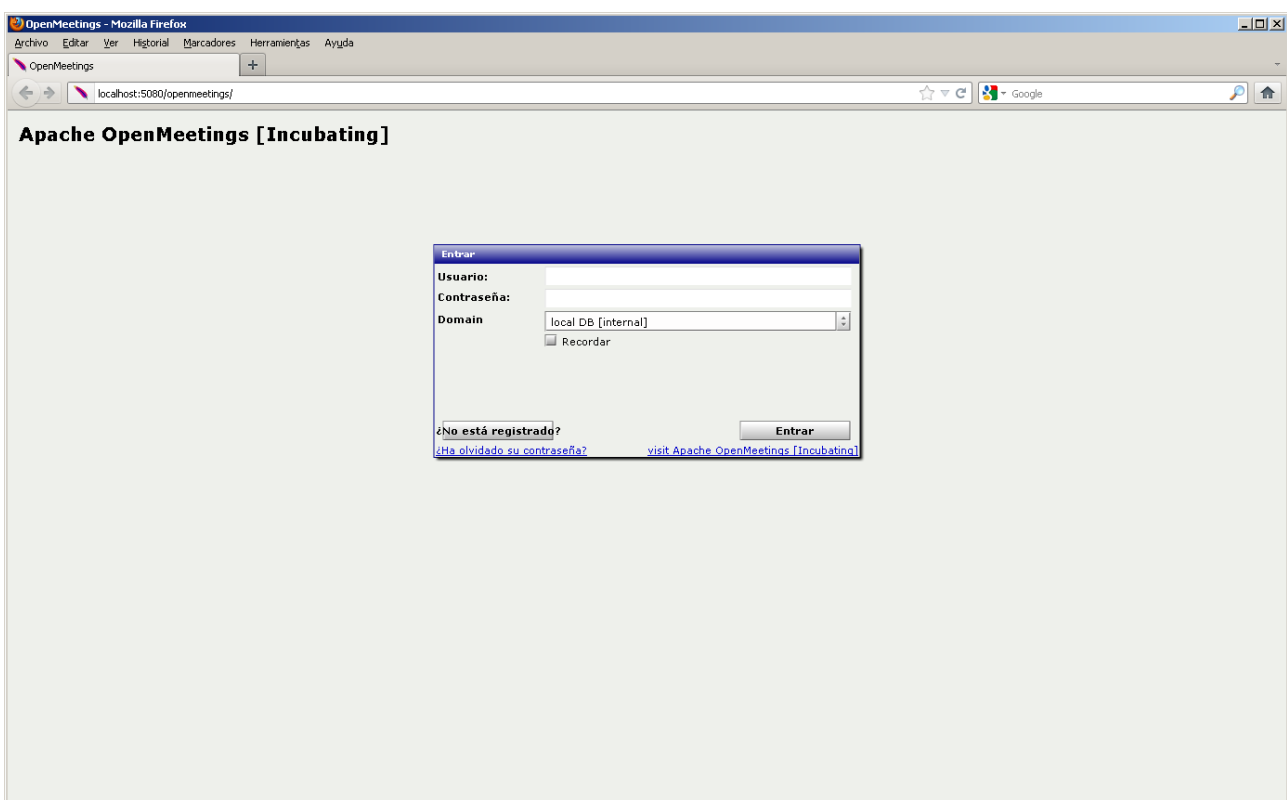 OpenMeetings - Mozilla Firefox
Archivo Editar Ver Historial Marcadores Herramientas Ayuda
OpenMeetings
localhost:5080/openmeetings/ Google
Apache OpenMeetings [Incubating]
Entrar
Usuario:
Contraseña:
Domain local DB [internal]
Recordar
¿No está registrado? Entrar
¿Ha olvidado su contraseña? visit Apache OpenMeetings [Incubating]